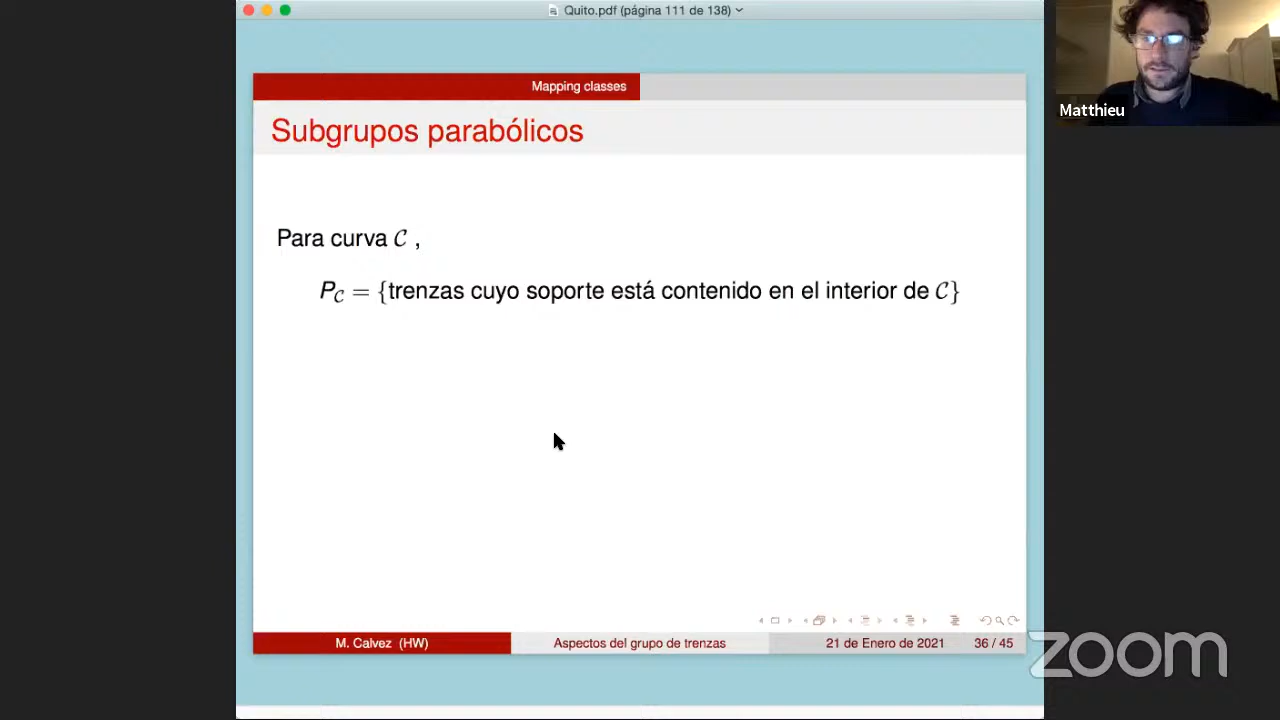 Quito.pdf (página 111 de 138)
Mapping classes
Subgrupos parabólicos
Matthieu
Para curva 𝒞 ,
P_𝒞 = {trenzas cuyo soporte está contenido en el interior de 𝒞}
M. Calvez (HW) Aspectos del grupo de trenzas 21 de Enero de 2021 36 / 45
zoom